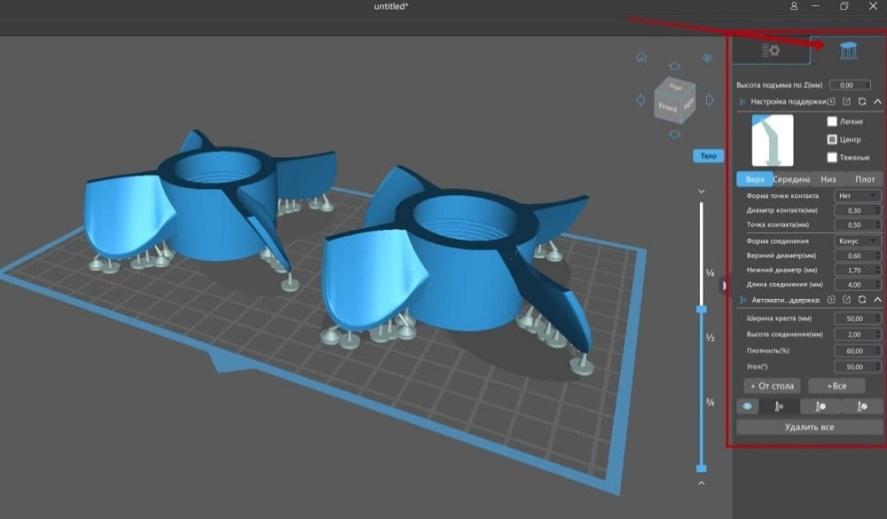 untitled*
Top
Front
Right
Тело
¼
½
¾
Высота подъема по Z(мм) 0,00
Настройка поддержки:
Легкие
Центр
Тяжелые
Верх Середина Низ Плот
Форма точки контакта Нет
Диаметр контакта(мм) 0,30
Точка контакта(мм) 0,50
Форма соединения Конус
Верхний диаметр(мм) 0,60
Нижний диаметр (мм) 1,70
Длина соединения (мм) 4,00
Автомати...ддержка:
Ширина креста (мм) 50,00
Высота соединения(мм) 2,00
Плотность(%) 60,00
Угол(°) 50,00
+ От стола +Все
Удалить все